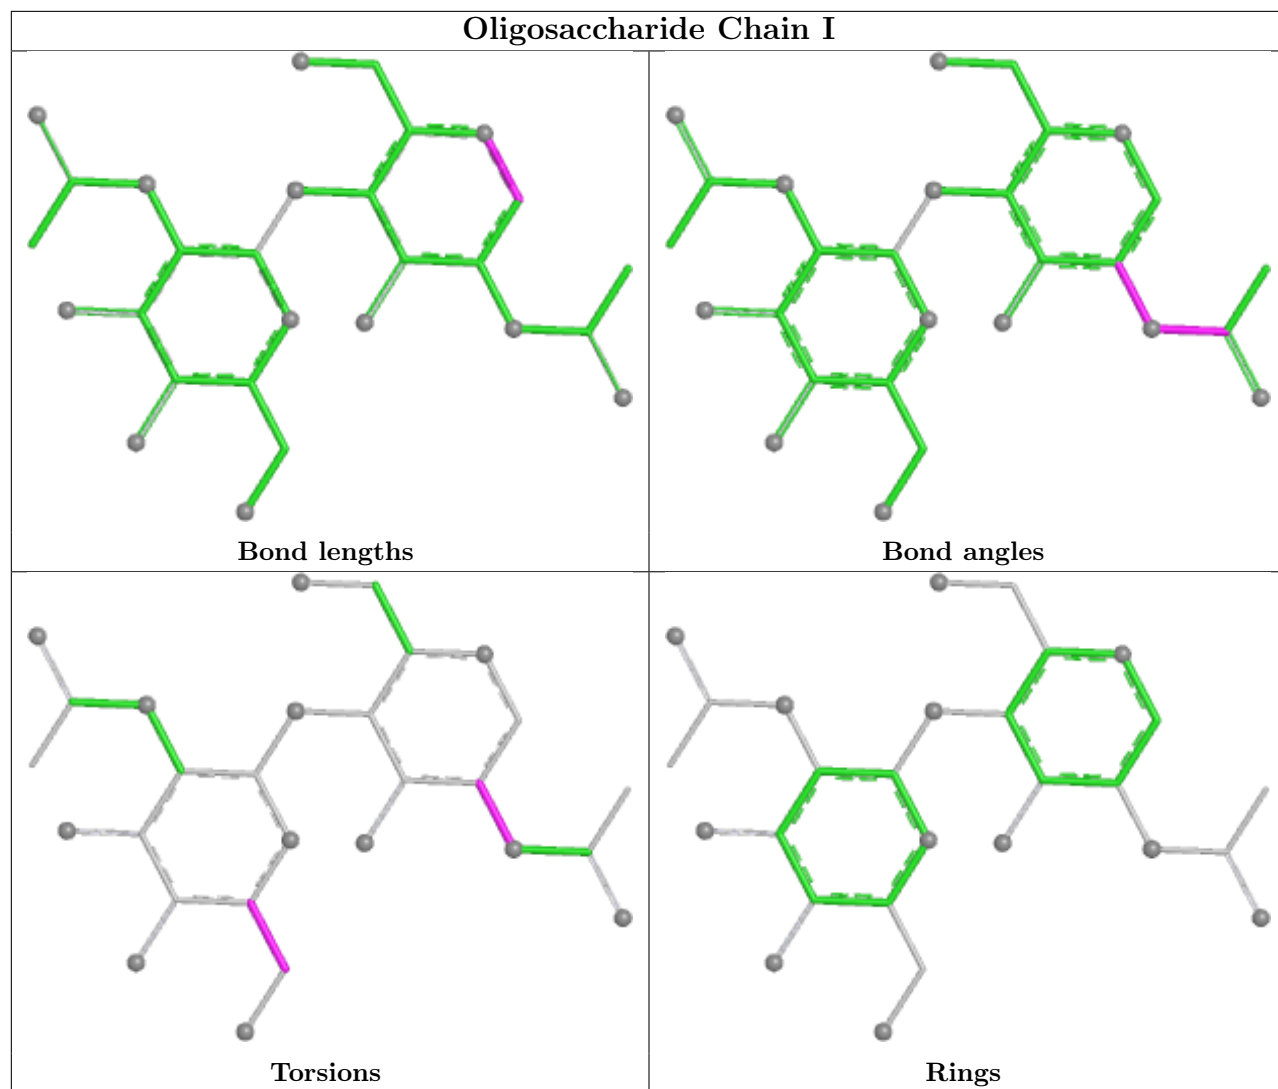 Oligosaccharide Chain I
Bond lengths
Bond angles
Torsions
Rings